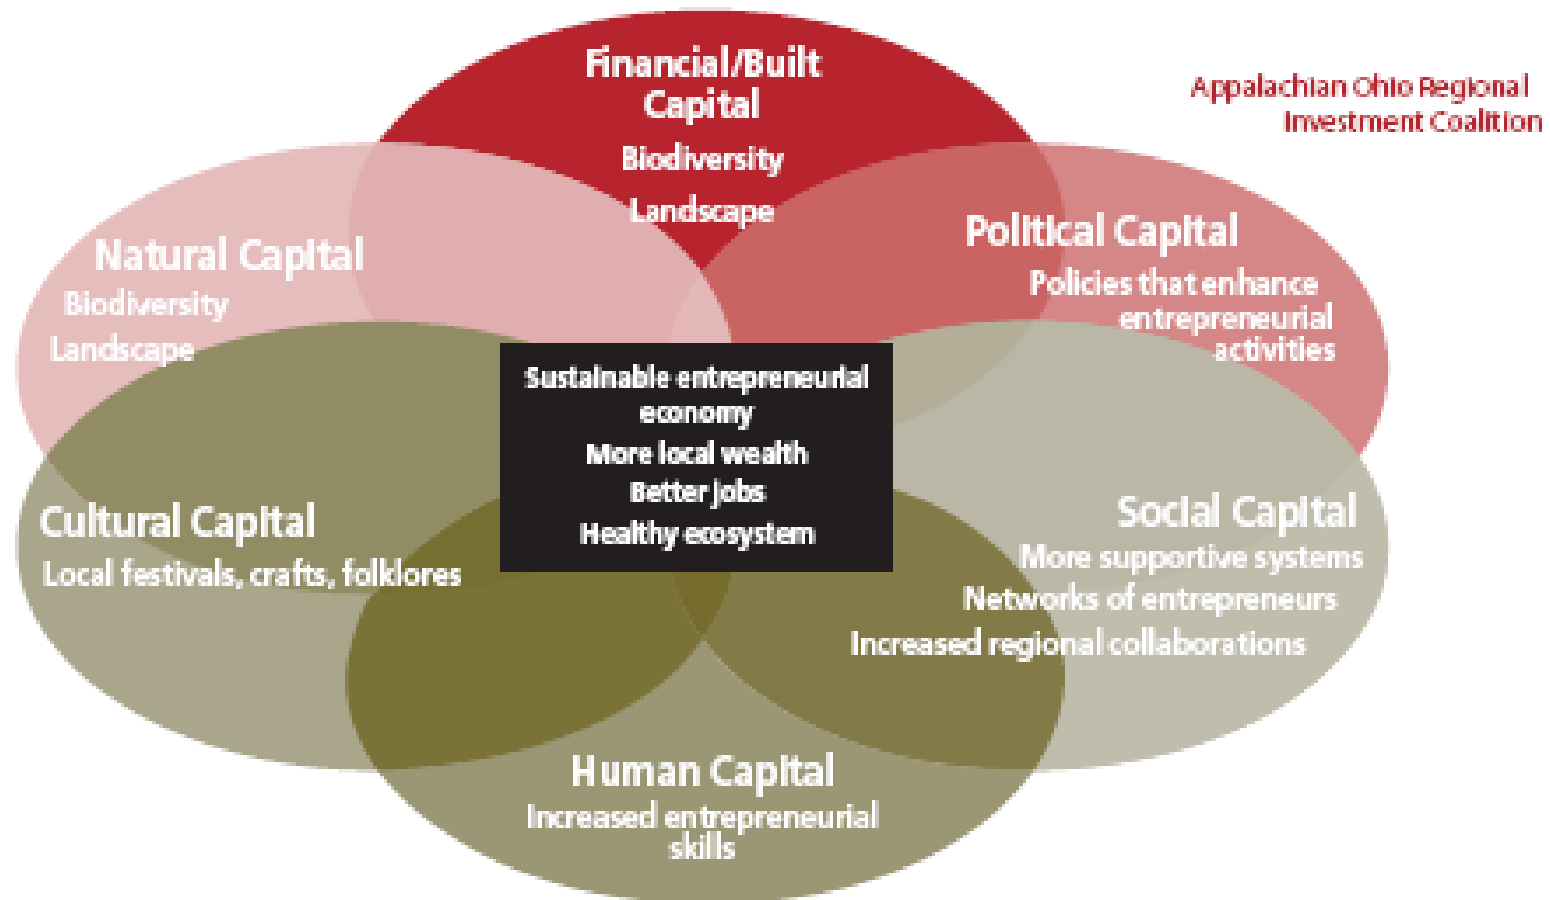 Financial/Built
Capital
Biodiversity
Landscape
Appalachian Ohio Regional
Investment Coalition
Natural Capital
Biodiversity
Landscape
Political Capital
Policies that enhance
entrepreneurial
activities
Sustainable entrepreneurial
economy
More local wealth
Better jobs
Healthy ecosystem
Cultural Capital
Local festivals, crafts, folklores
Social Capital
More supportive systems
Networks of entrepreneurs
Increased regional collaborations
Human Capital
Increased entrepreneurial
skills